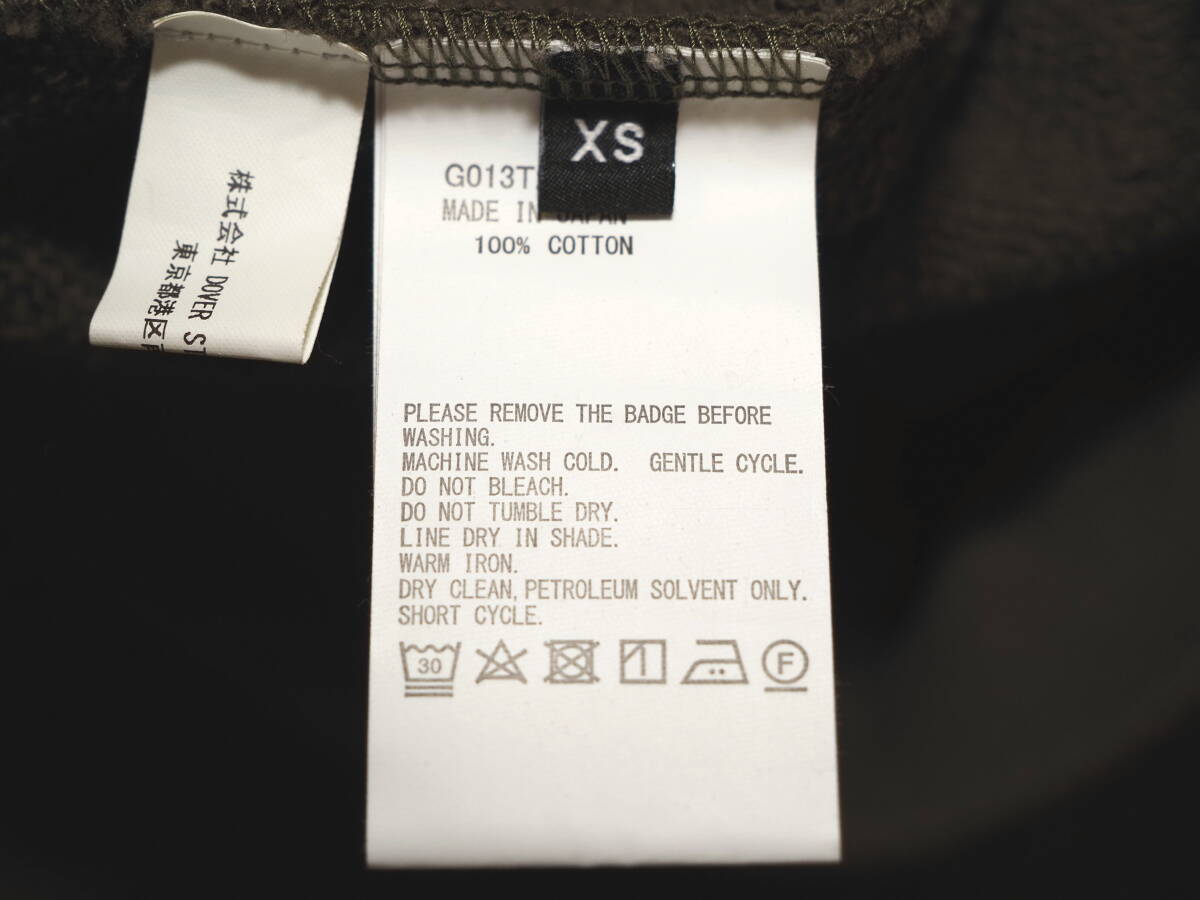 株式会社 DOVER
東京都港区
XS
G013T
MADE IN JAPAN
100% COTTON
PLEASE REMOVE THE BADGE BEFORE
WASHING.
MACHINE WASH COLD. GENTLE CYCLE.
DO NOT BLEACH.
DO NOT TUMBLE DRY.
LINE DRY IN SHADE.
WARM IRON.
DRY CLEAN, PETROLEUM SOLVENT ONLY.
SHORT CYCLE.
30
F